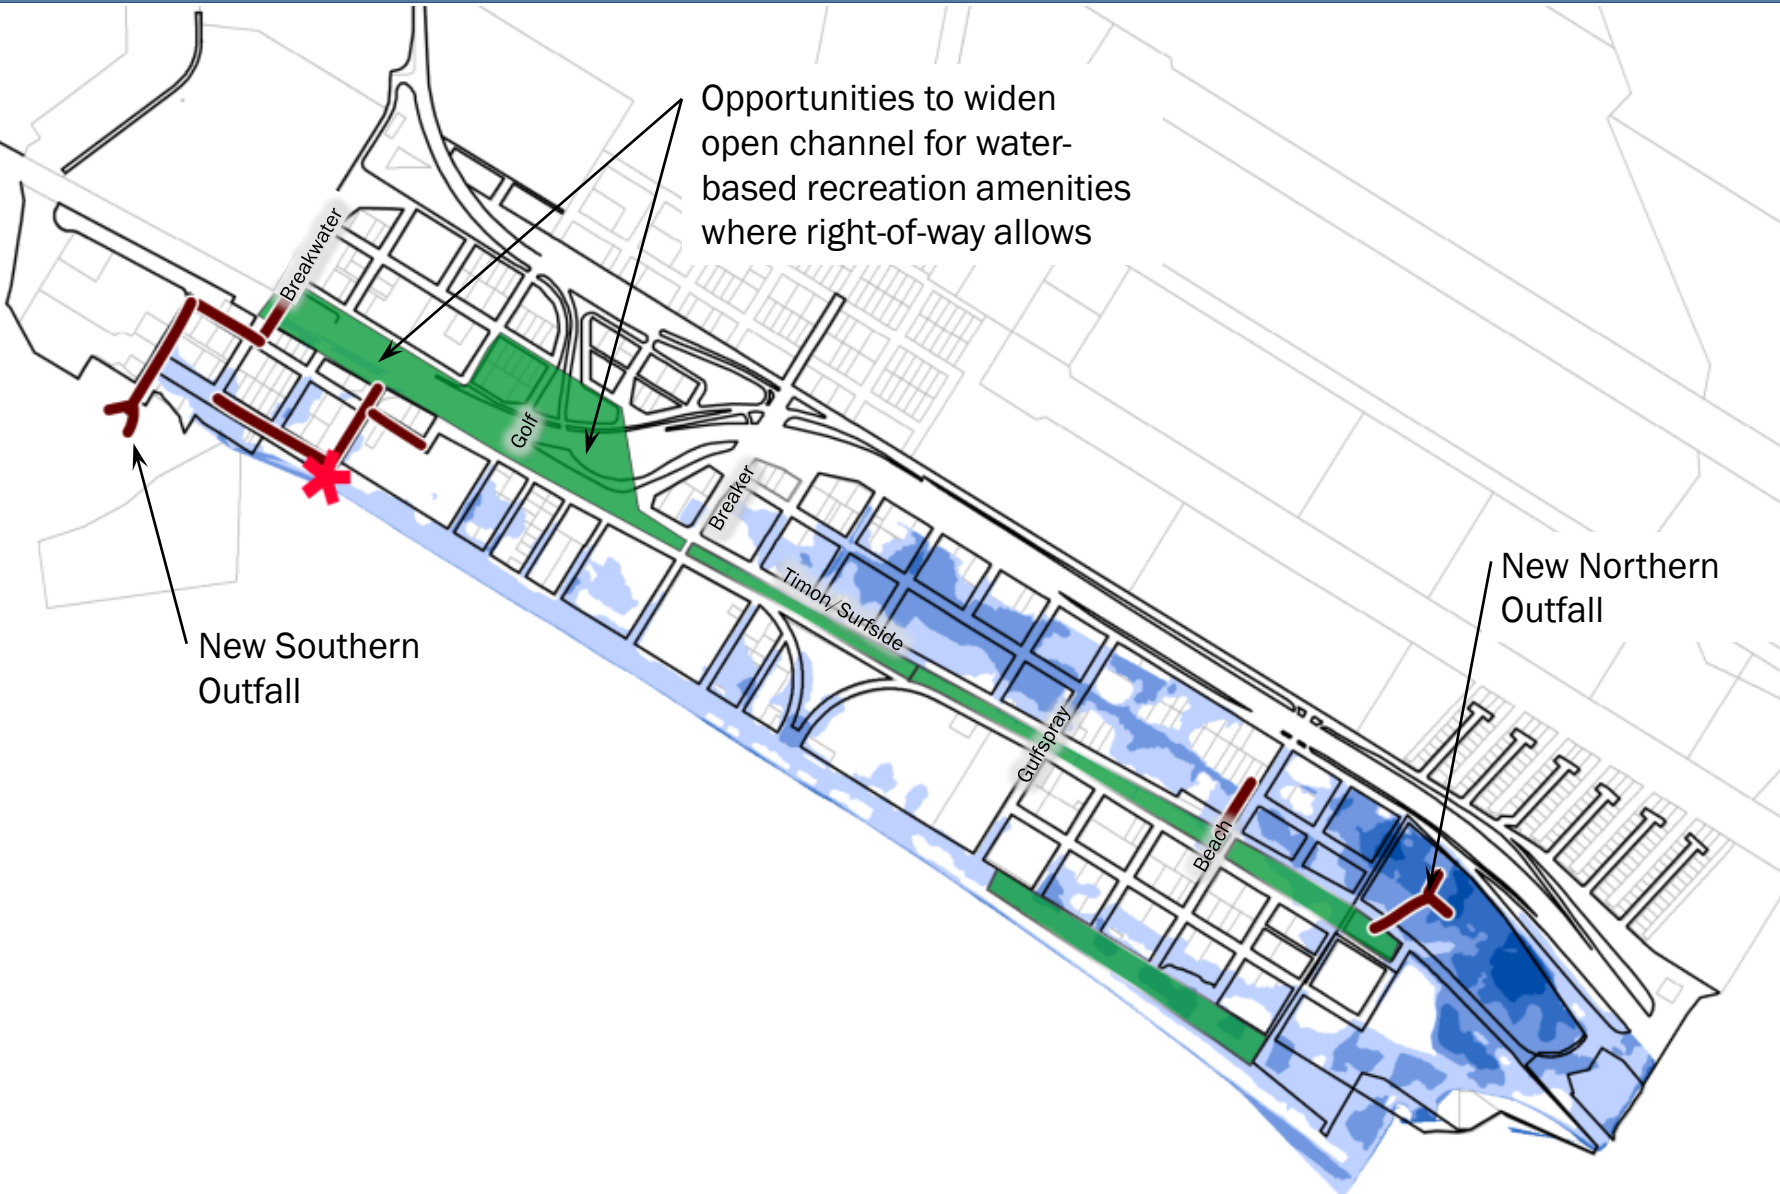 Opportunities to widen
open channel for water-
based recreation amenities
where right-of-way allows
Breakwater
Golf
Breaker
Timon/Surfside
New Northern
Outfall
New Southern
Outfall
Gulfspray
Beach